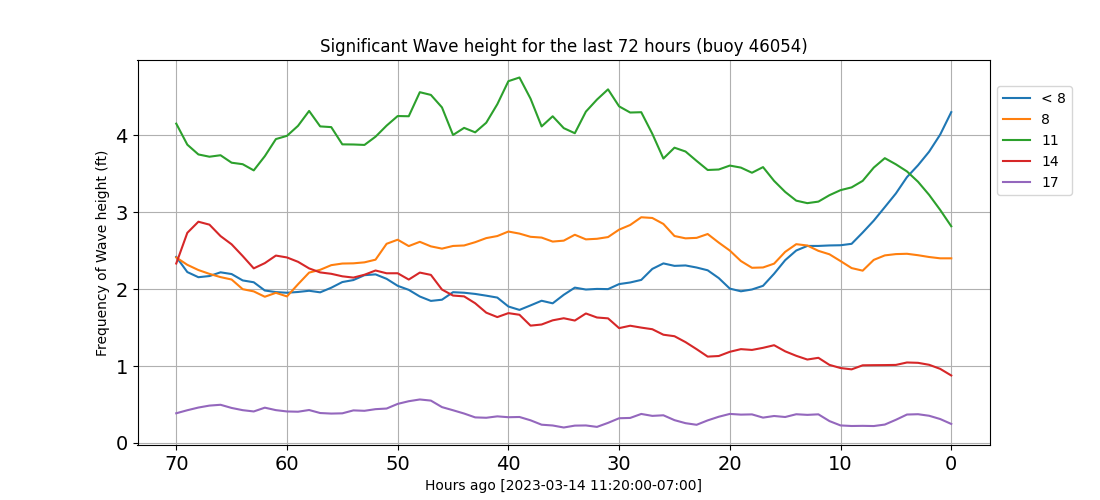 Significant Wave height for the last 72 hours (buoy 46054)
Frequency of Wave height (ft)
4
3
2
1
0
70 60 50 40 30 20 10 0
Hours ago [2023-03-14 11:20:00-07:00]
< 8
8
11
14
17